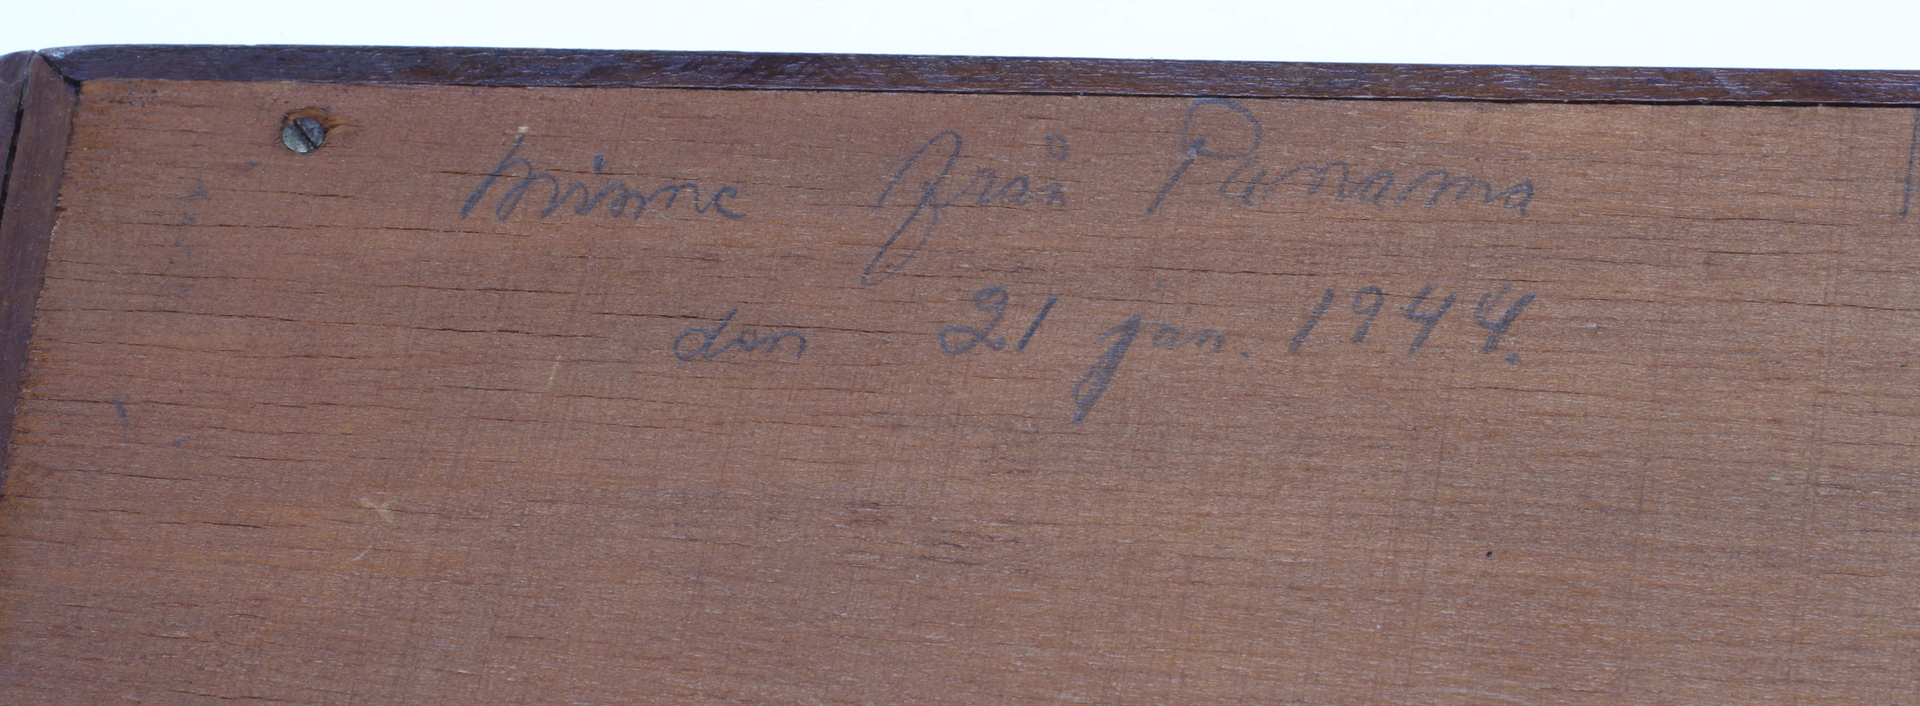 Minne från Panama
den 21 jan. 1944.